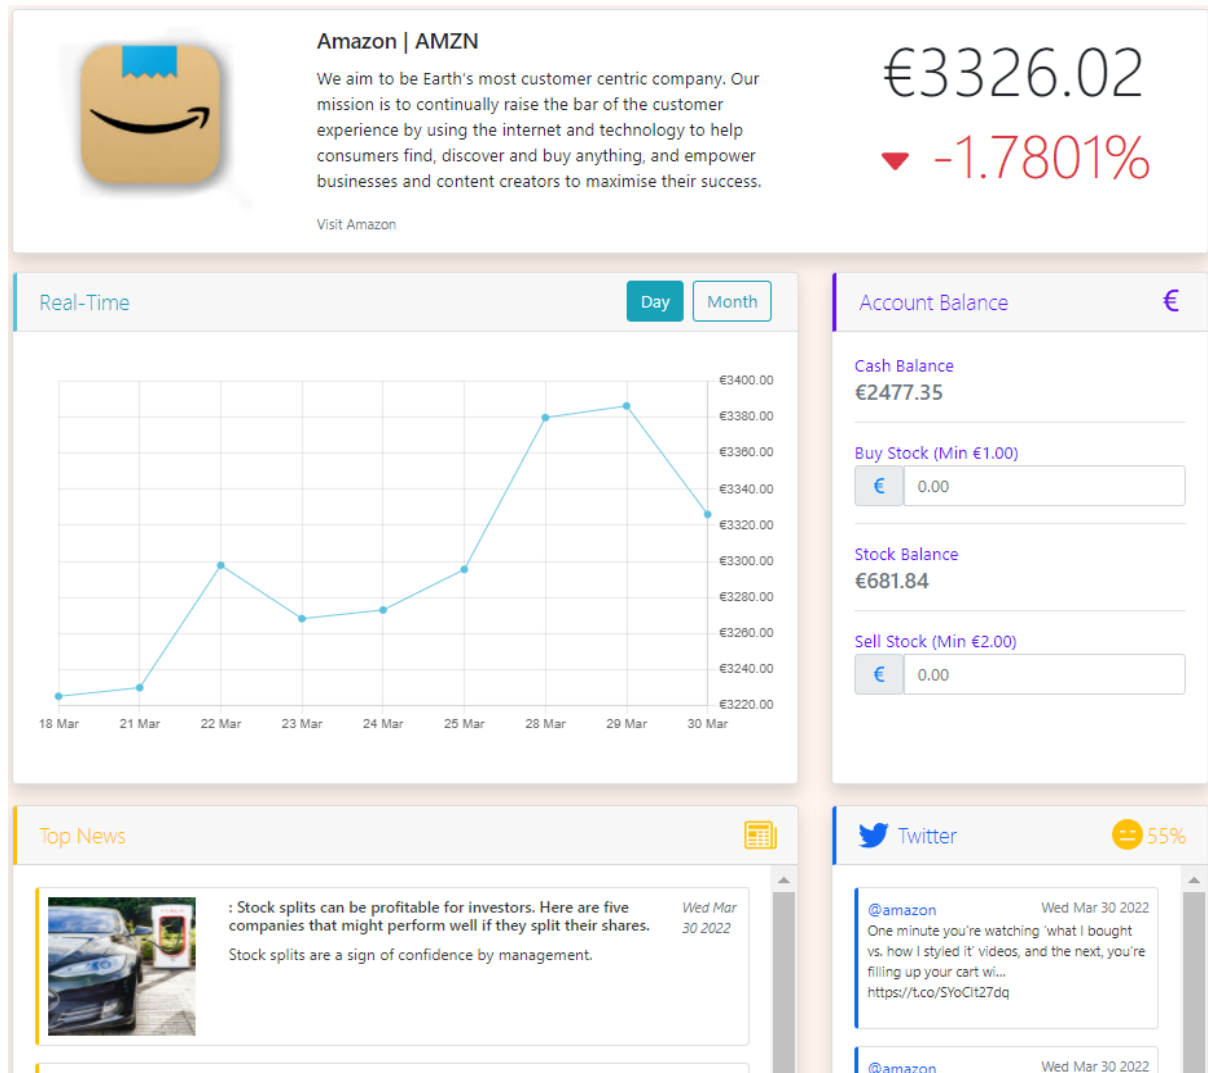 Amazon | AMZN
We aim to be Earth's most customer centric company. Our
mission is to continually raise the bar of the customer
experience by using the internet and technology to help
consumers find, discover and buy anything, and empower
businesses and content creators to maximise their success.
Visit Amazon
€3326.02
-1.7801%
Real-Time
Day
Month
€3400.00
€3380.00
€3360.00
€3340.00
€3320.00
€3300.00
€3280.00
€3260.00
€3240.00
€3220.00
18 Mar 21 Mar 22 Mar 23 Mar 24 Mar 25 Mar 28 Mar 29 Mar 30 Mar
Account Balance €
Cash Balance
€2477.35
Buy Stock (Min €1.00)
€ 0.00
Stock Balance
€681.84
Sell Stock (Min €2.00)
€ 0.00
Top News
: Stock splits can be profitable for investors. Here are five
companies that might perform well if they split their shares.
Wed Mar
30 2022
Stock splits are a sign of confidence by management.
Twitter 55%
@amazon Wed Mar 30 2022
One minute you're watching 'what I bought
vs. how I styled it' videos, and the next, you're
filling up your cart wi...
https://t.co/SYoClt27dq
@amazon Wed Mar 30 2022